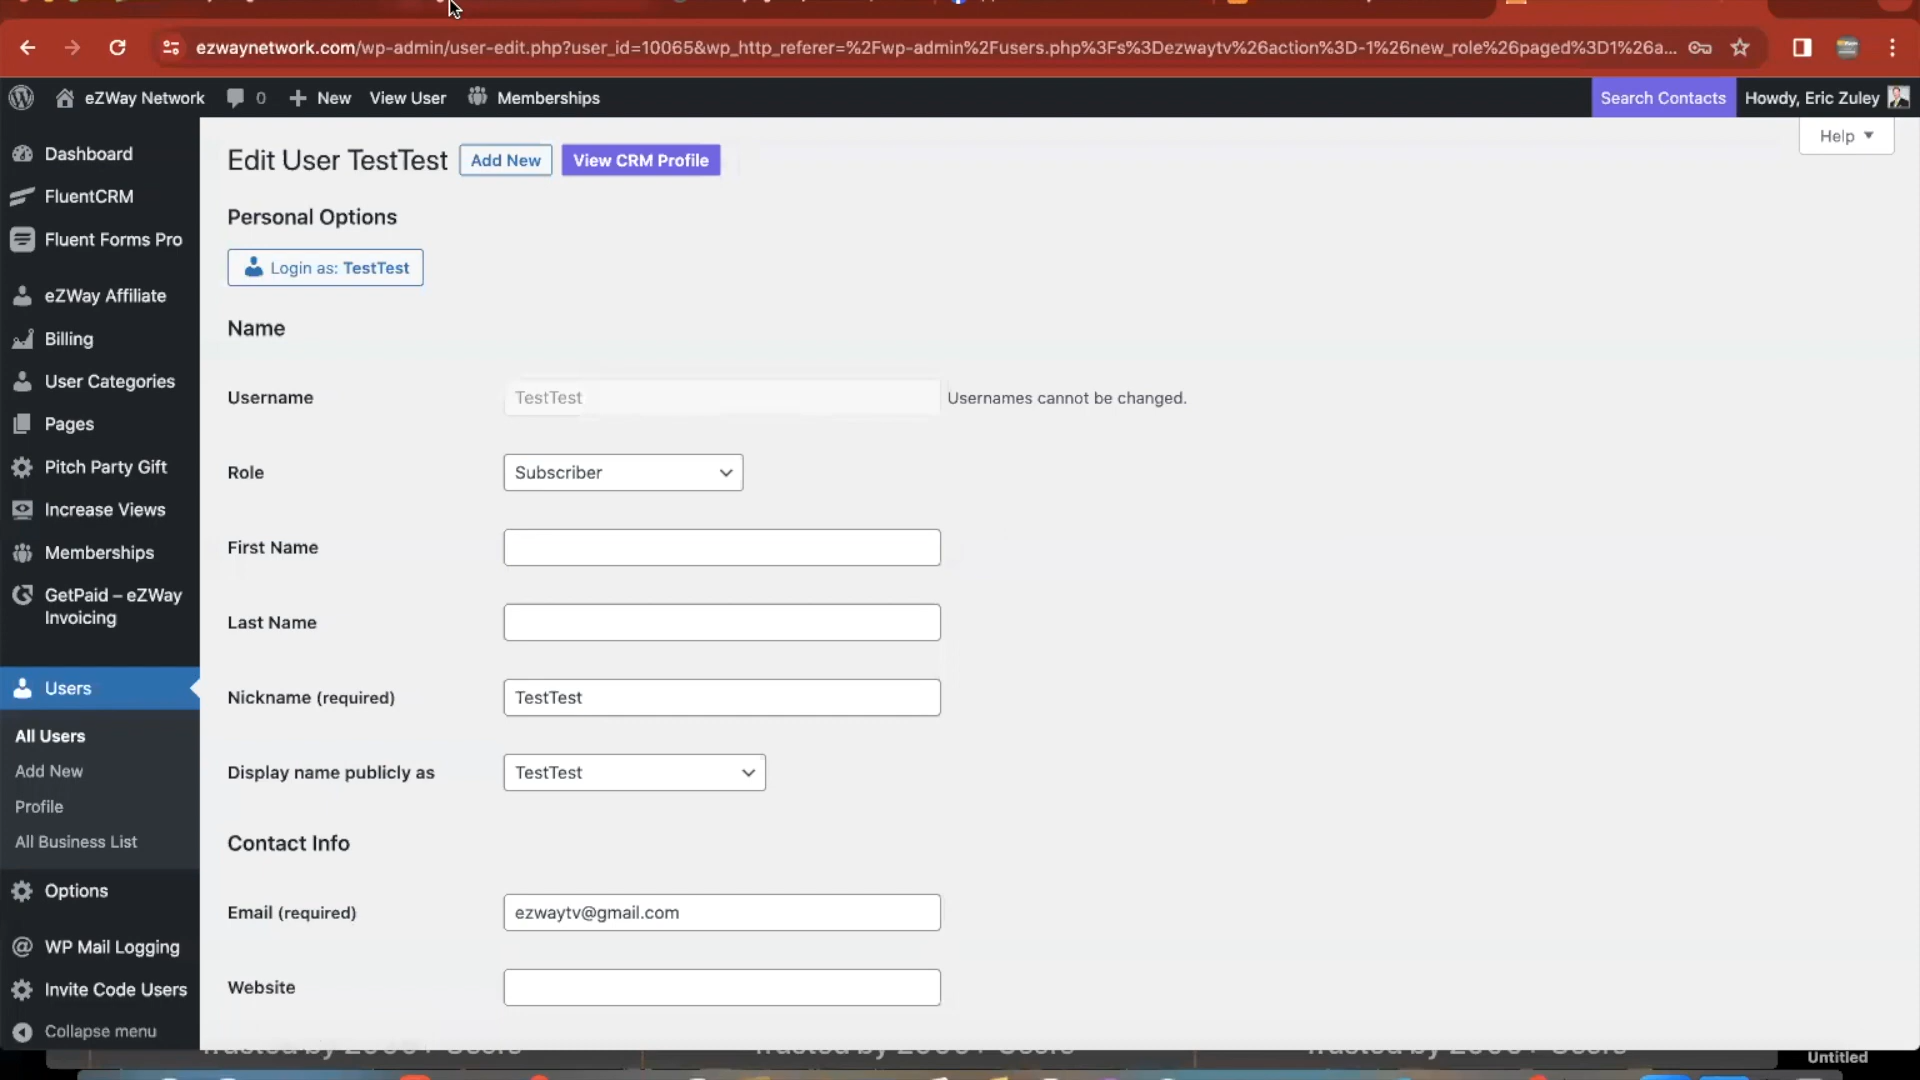 ezwaynetwork.com/wp-admin/user-edit.php?user_id=10065&wp_http_referer=%2Fwp-admin%2Fusers.php%3Fs%3Dezwaytv%26action%3D-1%26new_role%26paged%3D1%26a...
eZWay Network 0 New View User Memberships Search Contacts Howdy, Eric Zuley
Help
Dashboard
FluentCRM
Fluent Forms Pro
eZWay Affiliate
Billing
User Categories
Pages
Pitch Party Gift
Increase Views
Memberships
GetPaid – eZWay
Invoicing
Users
All Users
Add New
Profile
All Business List
Options
WP Mail Logging
Invite Code Users
Collapse menu
Edit User TestTest Add New View CRM Profile
Personal Options
Login as: TestTest
Name
Username TestTest Usernames cannot be changed.
Role Subscriber
First Name
Last Name
Nickname (required) TestTest
Display name publicly as TestTest
Contact Info
Email (required) ezwaytv@gmail.com
Website
Untitled